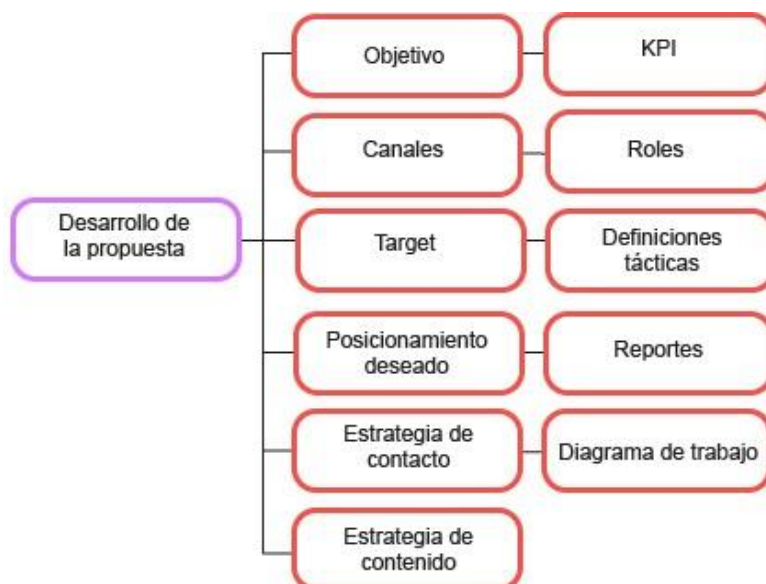 Objetivo
KPI
Canales
Roles
Desarrollo de
la propuesta
Target
Definiciones
tácticas
Posicionamiento
deseado
Reportes
Estrategia de
contacto
Diagrama de trabajo
Estrategia de
contenido